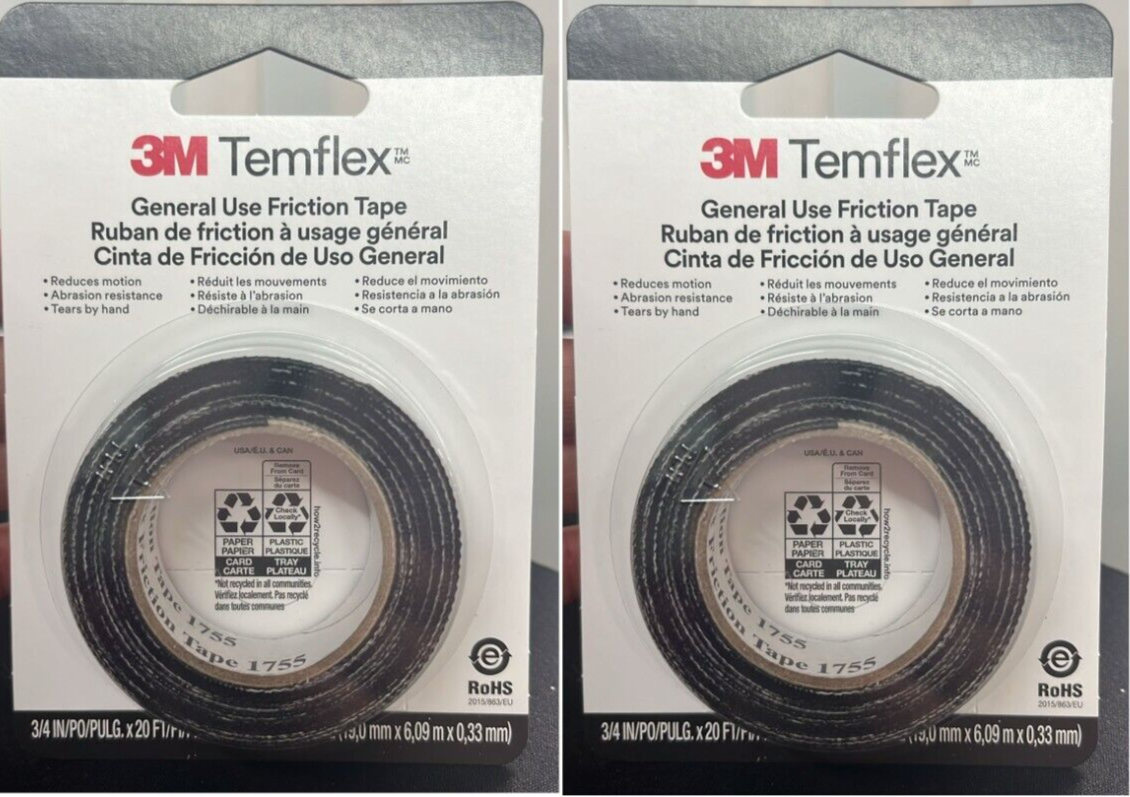 3M Temflex TM MC
General Use Friction Tape
Ruban de friction à usage général
Cinta de Fricción de Uso General
• Reduces motion
• Abrasion resistance
• Tears by hand
• Réduit les mouvements
• Résiste à l'abrasion
• Déchirable à la main
• Reduce el movimiento
• Resistencia a la abrasión
• Se corta a mano
USA/É.U. & CAN
Remove
From Card
Séparez
du carte
Check
Locally*
PAPER
PAPIER
PLASTIC
PLASTIQUE
CARD
CARTE
TRAY
PLATEAU
how2recycle.info
*Not recycled in all communities.
Vérifiez localement. Pas recyclé
dans toutes communes
Tape 1755
Friction Tape 1755
e
RoHS
2015/863/EU
3/4 IN/PO/PULG. x 20 FT/PI/ (19,0 mm x 6,09 m x 0,33 mm)
3M Temflex TM MC
General Use Friction Tape
Ruban de friction à usage général
Cinta de Fricción de Uso General
• Reduces motion
• Abrasion resistance
• Tears by hand
• Réduit les mouvements
• Résiste à l'abrasion
• Déchirable à la main
• Reduce el movimiento
• Resistencia a la abrasión
• Se corta a mano
USA/É.U. & CAN
Remove
From Card
Séparez
du carte
Check
Locally*
PAPER
PAPIER
PLASTIC
PLASTIQUE
CARD
CARTE
TRAY
PLATEAU
how2recycle.info
*Not recycled in all communities.
Vérifiez localement. Pas recyclé
dans toutes communes
Tape 1755
Friction Tape 1755
e
RoHS
2015/863/EU
3/4 IN/PO/PULG. x 20 FT/PI/ (19,0 mm x 6,09 m x 0,33 mm)